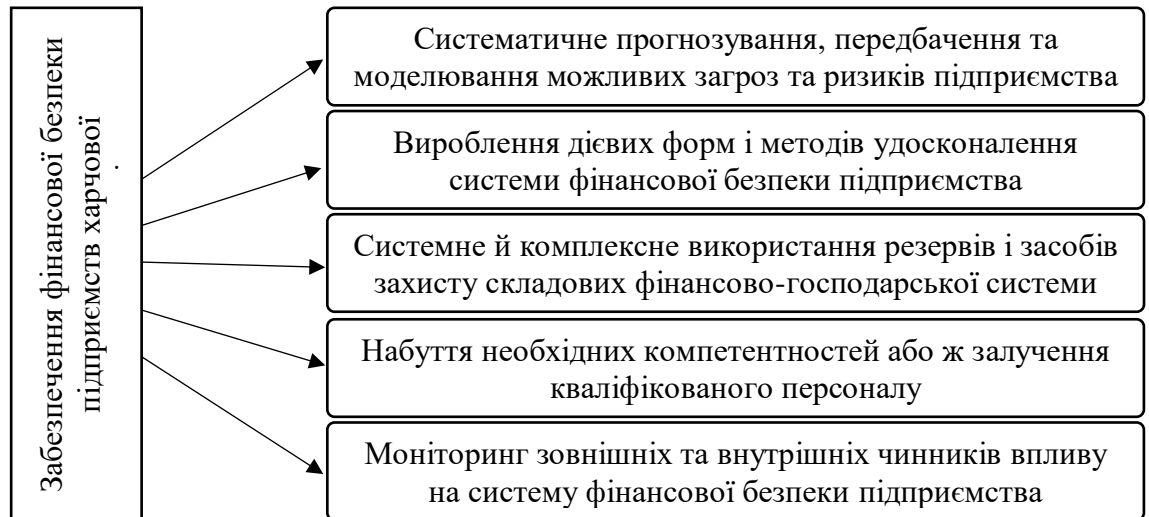 Забезпечення фінансової безпеки
підприємств харчової
Систематичне прогнозування, передбачення та
моделювання можливих загроз та ризиків підприємства
Вироблення дієвих форм і методів удосконалення
системи фінансової безпеки підприємства
Системне й комплексне використання резервів і засобів
захисту складових фінансово-господарської системи
Набуття необхідних компетентностей або ж залучення
кваліфікованого персоналу
Моніторинг зовнішніх та внутрішніх чинників впливу
на систему фінансової безпеки підприємства